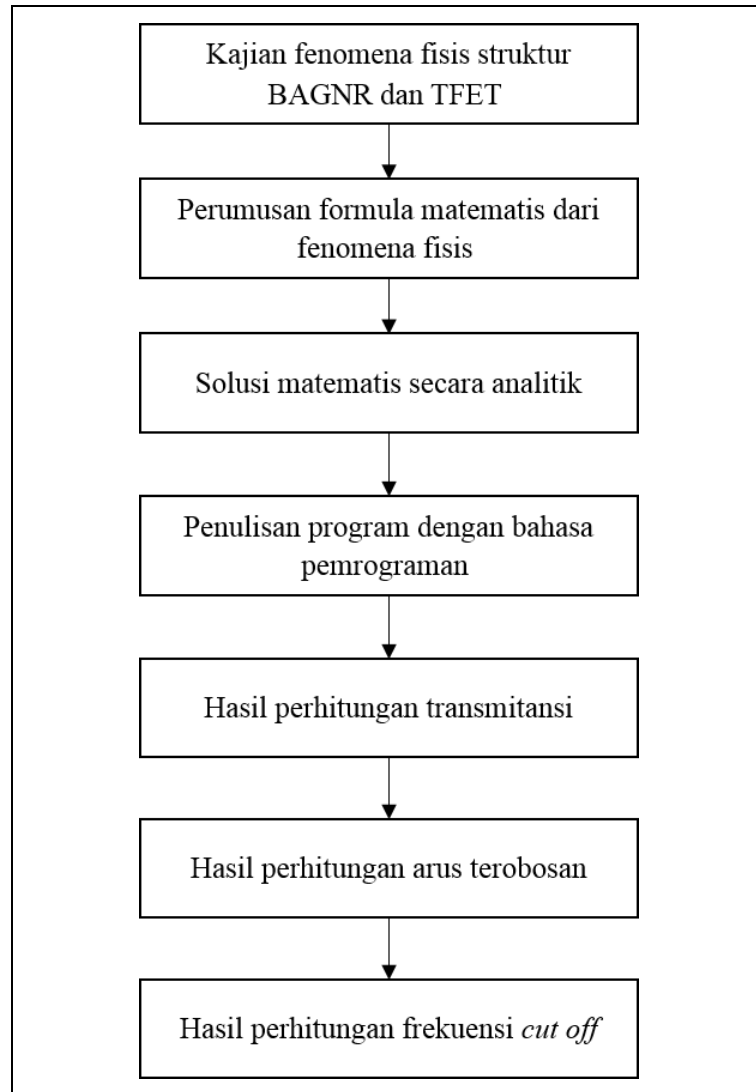 Kajian fenomena fisis struktur
BAGNR dan TFET
Perumusan formula matematis dari
fenomena fisis
Solusi matematis secara analitik
Penulisan program dengan bahasa
pemrograman
Hasil perhitungan transmitansi
Hasil perhitungan arus terobosan
Hasil perhitungan frekuensi cut off